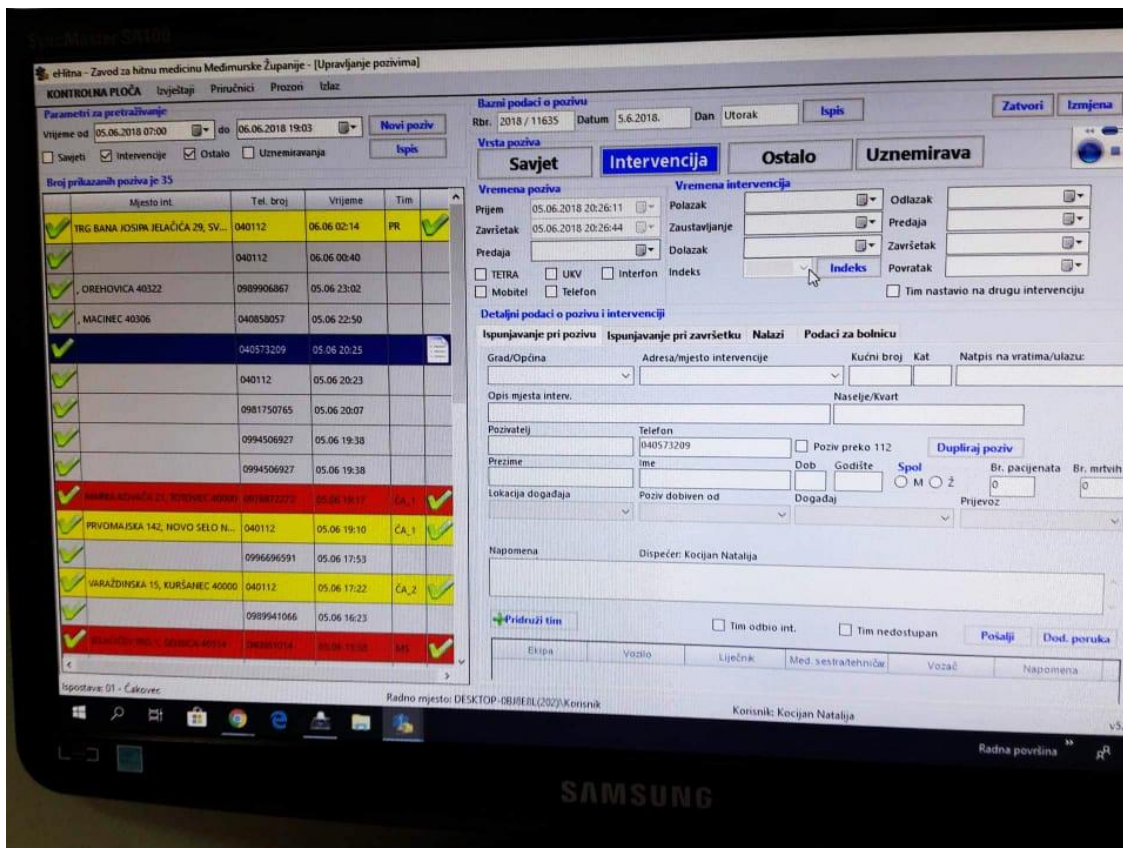 SyncMaster SA100
eHitna - Zavod za hitnu medicinu Međimurske Županije - [Upravljanje pozivima]
KONTROLNA PLOČA Izvještaji Priručnici Prozori Izlaz
Parametri za pretraživanje
Vrijeme od 05.06.2018 07:00 do 06.06.2018 19:03 Novi poziv
Savjeti Intervencije Ostalo Uznemiravanja Ispis
Broj prikazanih poziva je 35
Mjesto int. Tel. broj Vrijeme Tim
TRG BANA JOSIPA JELAČIĆA 29, SV... 040112 06.06 02:14 PR
040112 06.06 00:40
, OREHOVICA 40322 0989906867 05.06 23:02
, MACINEC 40306 040858057 05.06 22:50
040573209 05.06 20:25
040112 05.06 20:23
0981750765 05.06 20:07
0994506927 05.06 19:38
0994506927 05.06 19:38
05.06 19:17 ČA_1
PRVOMAJSKA 142, NOVO SELO N... 040112 05.06 19:10 ČA_1
0996696591 05.06 17:53
VARAŽDINSKA 15, KURŠANEC 40000 040112 05.06 17:22 ČA_2
0989941066 05.06 16:23
MS
Ispostava: 01 - Čakovec
Radno mjesto: DESKTOP-0BJ8E8L(202)\Korisnik
Korisnik: Kocijan Natalija
v5.
Bazni podaci o pozivu
Rbr. 2018 / 11635 Datum 5.6.2018. Dan Utorak Ispis Zatvori Izmjena
Vrsta poziva
Savjet Intervencija Ostalo Uznemirava
Vremena poziva
Prijem 05.06.2018 20:26:11
Završetak 05.06.2018 20:26:44
Predaja
TETRA UKV Interfon
Mobitel Telefon
Vremena intervencija
Polazak Odlazak
Zaustavljanje Predaja
Dolazak Završetak
Indeks Indeks Povratak
Tim nastavio na drugu intervenciju
Detaljni podaci o pozivu i intervenciji
Ispunjavanje pri pozivu Ispunjavanje pri završetku Nalazi Podaci za bolnicu
Grad/Općina Adresa/mjesto intervencije Kućni broj Kat Natpis na vratima/ulazu:
Opis mjesta interv. Naselje/Kvart
Pozivatelj Telefon
040573209 Poziv preko 112 Dupliraj poziv
Prezime Ime Dob Godište Spol Br. pacijenata Br. mrtvih
M Ž 0 0
Lokacija događaja Poziv dobiven od Događaj Prijevoz
Napomena Dispečer: Kocijan Natalija
Pridruži tim Tim odbio int. Tim nedostupan Pošalji Dod. poruka
Ekipa Vozilo Liječnik Med. sestra/tehničar Vozač Napomena
Radna površina
SAMSUNG